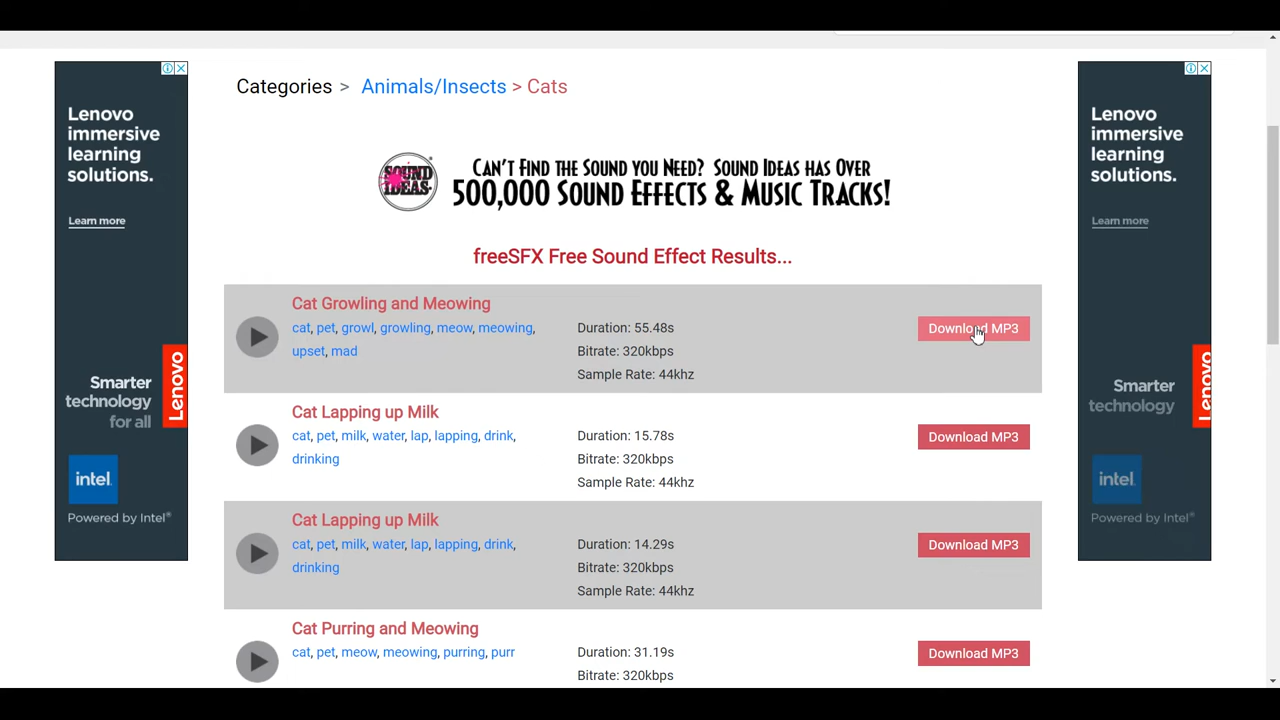 Lenovo
immersive
learning
solutions.
Learn more
Smarter
technology
for all
Lenovo
intel.
Powered by Intel®
Categories > Animals/Insects > Cats
SOUND IDEAS
CAN'T FIND THE SOUND YOU NEED? SOUND IDEAS HAS OVER
500,000 SOUND EFFECTS & MUSIC TRACKS!
freeSFX Free Sound Effect Results...
Cat Growling and Meowing
cat, pet, growl, growling, meow, meowing,
upset, mad
Duration: 55.48s
Bitrate: 320kbps
Sample Rate: 44khz
Download MP3
Cat Lapping up Milk
cat, pet, milk, water, lap, lapping, drink,
drinking
Duration: 15.78s
Bitrate: 320kbps
Sample Rate: 44khz
Download MP3
Cat Lapping up Milk
cat, pet, milk, water, lap, lapping, drink,
drinking
Duration: 14.29s
Bitrate: 320kbps
Sample Rate: 44khz
Download MP3
Cat Purring and Meowing
cat, pet, meow, meowing, purring, purr
Duration: 31.19s
Bitrate: 320kbps
Download MP3
Lenovo
immersive
learning
solutions.
Learn more
Smarter
technology
Lenovo
intel.
Powered by Intel®